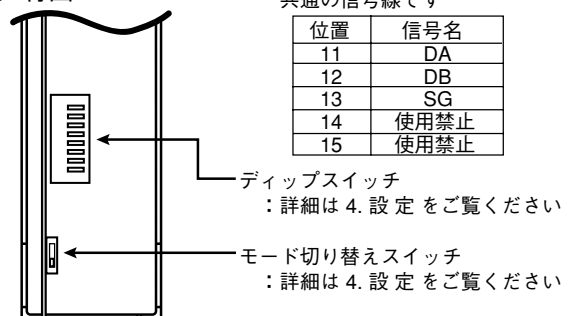 共通の信号線です
位置 信号名
11 DA
12 DB
13 SG
14 使用禁止
15 使用禁止
ディップスイッチ
：詳細は 4. 設 定 をご覧ください
モード切り替えスイッチ
：詳細は 4. 設 定 をご覧ください